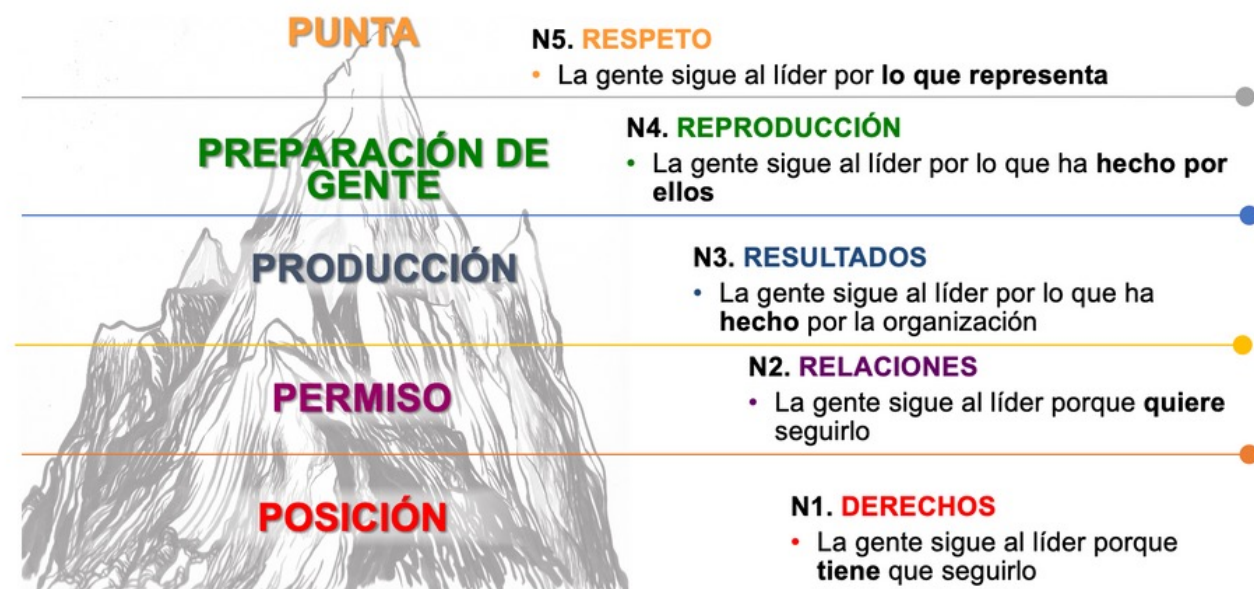 PUNTA
N5. RESPETO
• La gente sigue al líder por lo que representa
PREPARACIÓN DE
GENTE
N4. REPRODUCCIÓN
• La gente sigue al líder por lo que ha hecho por
ellos
PRODUCCIÓN
N3. RESULTADOS
• La gente sigue al líder por lo que ha
hecho por la organización
PERMISO
N2. RELACIONES
• La gente sigue al líder porque quiere
seguirlo
POSICIÓN
N1. DERECHOS
• La gente sigue al líder porque
tiene que seguirlo